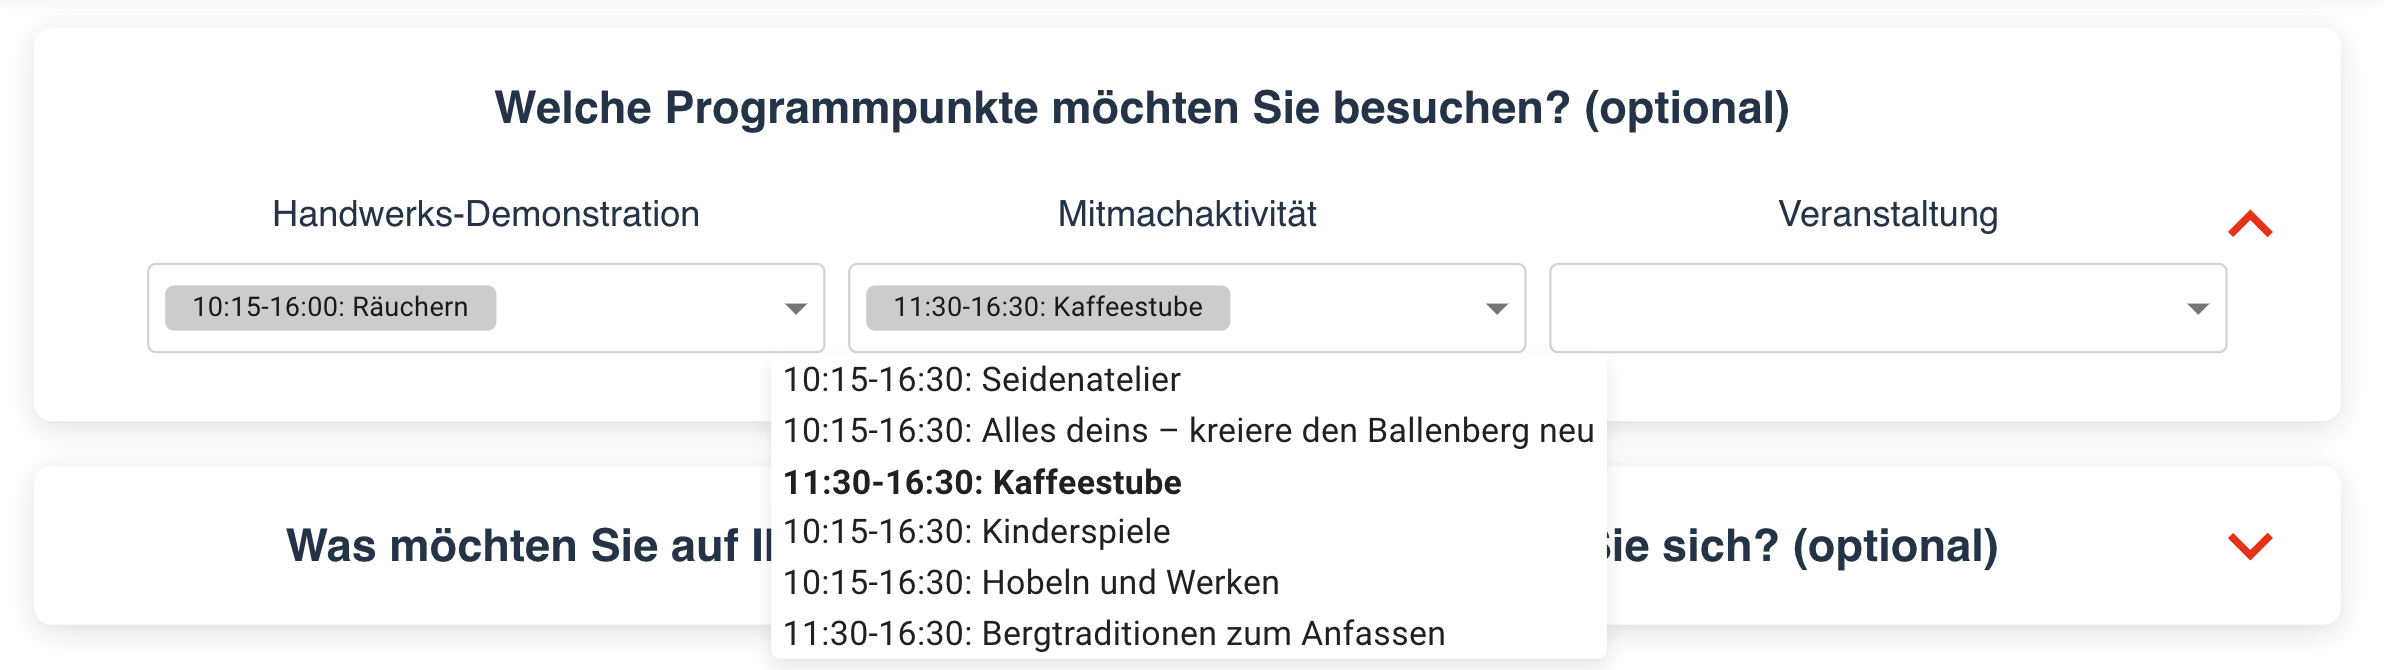 Welche Programmpunkte möchten Sie besuchen? (optional)
Handwerks-Demonstration
Mitmachaktivität
Veranstaltung
10:15-16:00: Räuchern
11:30-16:30: Kaffeestube
10:15-16:30: Seidenatelier
10:15-16:30: Alles deins – kreiere den Ballenberg neu
11:30-16:30: Kaffeestube
10:15-16:30: Kinderspiele
10:15-16:30: Hobeln und Werken
11:30-16:30: Bergtraditionen zum Anfassen
Was möchten Sie auf
sich? (optional)